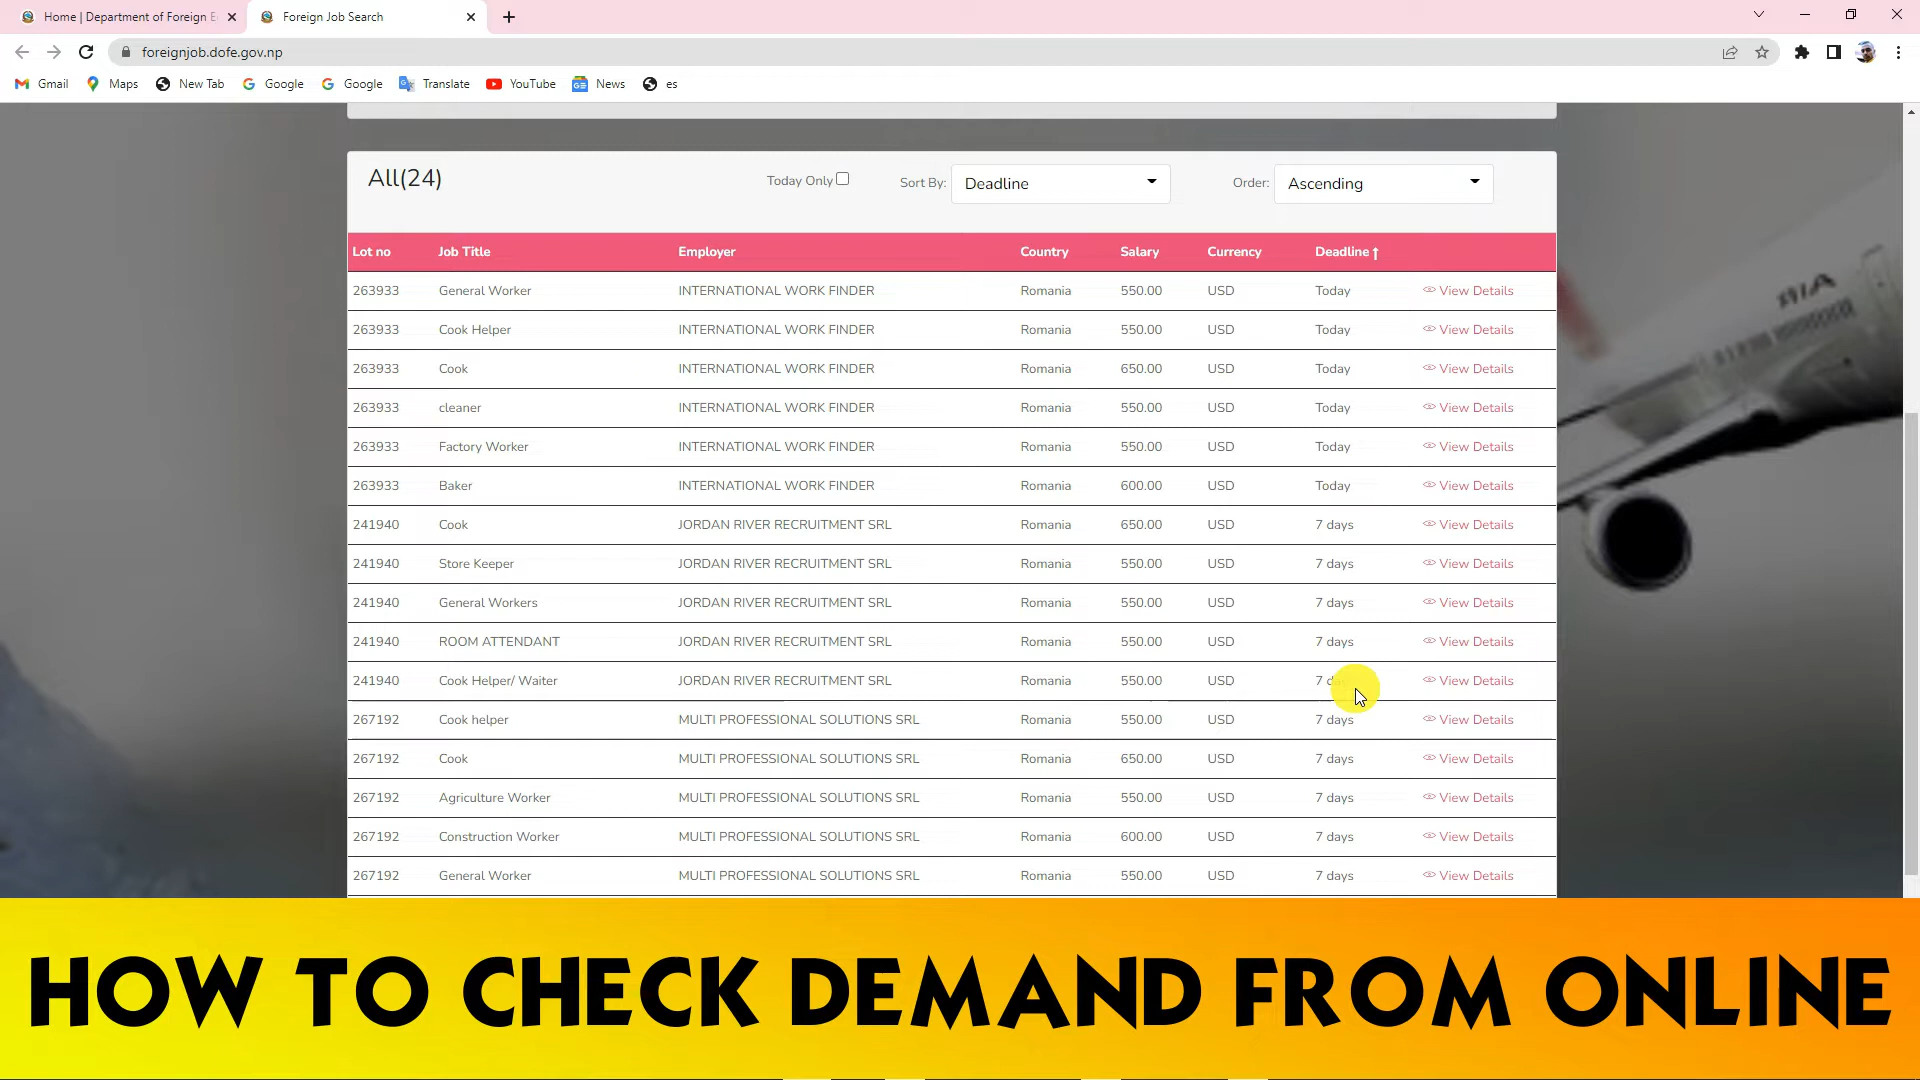 Home | Department of Foreign E
Foreign Job Search
foreignjob.dofe.gov.np
Gmail Maps New Tab Google Google Translate YouTube News es
All(24) Today Only Sort By: Deadline Order: Ascending
Lot no Job Title Employer Country Salary Currency Deadline
263933 General Worker INTERNATIONAL WORK FINDER Romania 550.00 USD Today View Details
263933 Cook Helper INTERNATIONAL WORK FINDER Romania 550.00 USD Today View Details
263933 Cook INTERNATIONAL WORK FINDER Romania 650.00 USD Today View Details
263933 cleaner INTERNATIONAL WORK FINDER Romania 550.00 USD Today View Details
263933 Factory Worker INTERNATIONAL WORK FINDER Romania 550.00 USD Today View Details
263933 Baker INTERNATIONAL WORK FINDER Romania 600.00 USD Today View Details
241940 Cook JORDAN RIVER RECRUITMENT SRL Romania 650.00 USD 7 days View Details
241940 Store Keeper JORDAN RIVER RECRUITMENT SRL Romania 550.00 USD 7 days View Details
241940 General Workers JORDAN RIVER RECRUITMENT SRL Romania 550.00 USD 7 days View Details
241940 ROOM ATTENDANT JORDAN RIVER RECRUITMENT SRL Romania 550.00 USD 7 days View Details
241940 Cook Helper/ Waiter JORDAN RIVER RECRUITMENT SRL Romania 550.00 USD 7 View Details
267192 Cook helper MULTI PROFESSIONAL SOLUTIONS SRL Romania 550.00 USD 7 days View Details
267192 Cook MULTI PROFESSIONAL SOLUTIONS SRL Romania 650.00 USD 7 days View Details
267192 Agriculture Worker MULTI PROFESSIONAL SOLUTIONS SRL Romania 550.00 USD 7 days View Details
267192 Construction Worker MULTI PROFESSIONAL SOLUTIONS SRL Romania 600.00 USD 7 days View Details
267192 General Worker MULTI PROFESSIONAL SOLUTIONS SRL Romania 550.00 USD 7 days View Details
HOW TO CHECK DEMAND FROM ONLINE